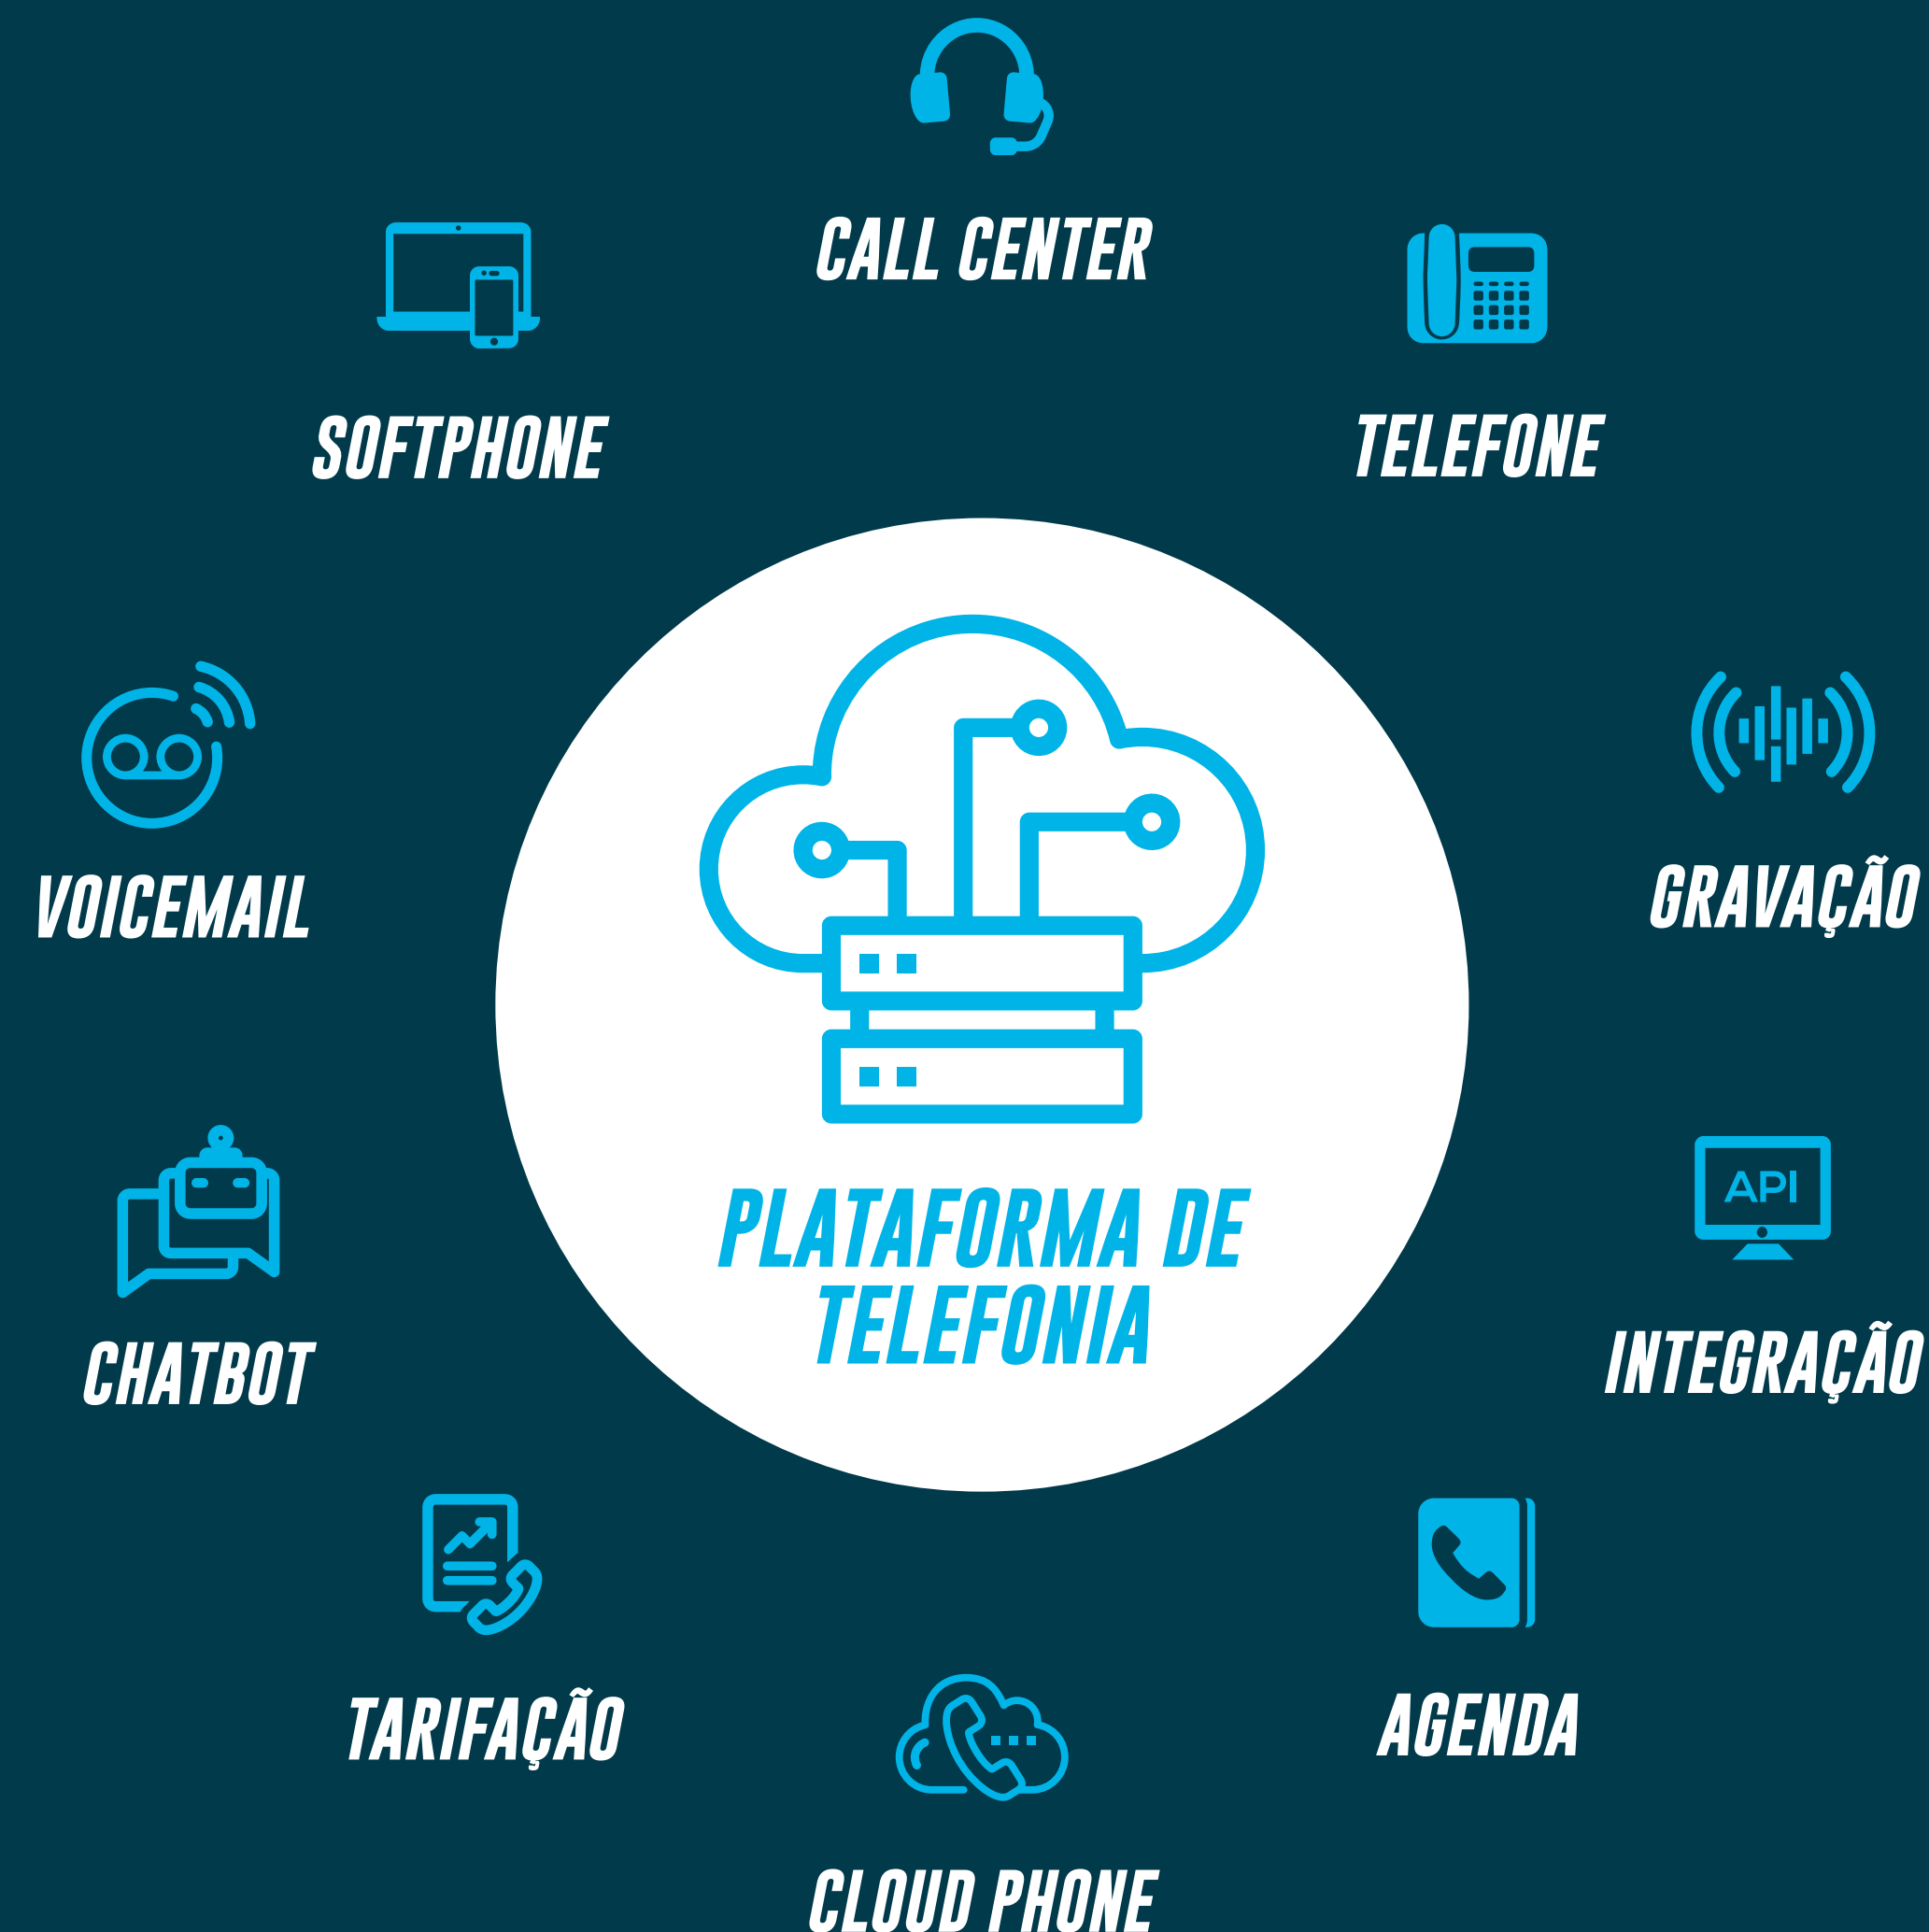 CALL CENTER
SOFTPHONE
TELEFONE
VOICEMAIL
GRAVAÇÃO
API
PLATAFORMA DE
TELEFONIA
CHATBOT
INTEGRAÇÃO
TARIFAÇÃO
AGENDA
CLOUD PHONE